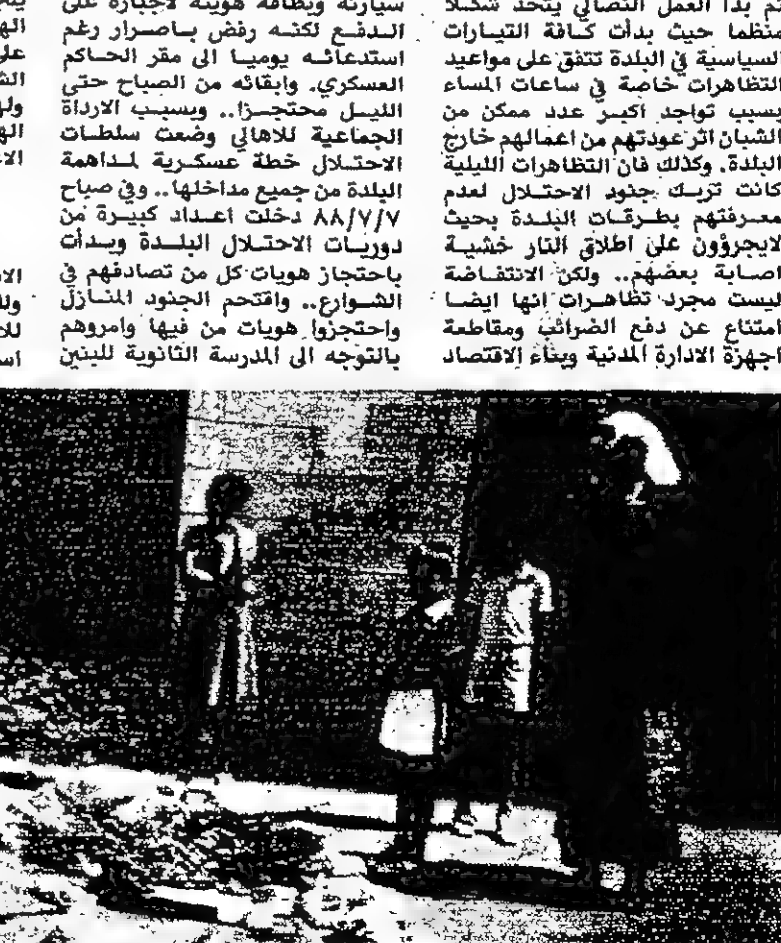 ثم بدأ العمل النضالي يتخذ شكلا
منظما حيث بدأت كافة التيارات
السياسية في البلدة تتفق على مواعيد
التظاهرات خاصة في ساعات المساء
بسبب تواجد اكبر عدد ممكن من
الشبان اثر عودتهم من اعمالهم خارج
البلدة. وكذلك فان التظاهرات الليلية
كانت تربك جنود الاحتلال لعدم
معرفتهم بطرقات البلدة بحيث
لايجرؤون على اطلاق النار خشية
اصابة بعضهم.. ولكن الانتفاضة
ليست مجرد تظاهرات انها ايضا
امتناع عن دفع الضرائب ومقاطعة
اجهزة الادارة المدنية وبناء الاقتصاد
سيارته وبطاقة هويته لاجباره على
الدفع لكنه رفض باصرار رغم
استدعائه يوميا الى مقر الحاكم
العسكري. وابقائه من الصباح حتى
الليل محتجزا.. وبسبب الارداة
الجماعية للاهالي وضعت سلطات
الاحتلال خطة عسكرية لمداهمة
البلدة من جميع مداخلها.. وفي صباح
٨٨/٧/٧ دخلت اعداد كبيرة من
دوريات الاحتلال البلدة وبدأت
باحتجاز هويات كل من تصادفهم في
الشوارع.. واقتحم الجنود المنازل
واحتجزوا هويات من فيها وامروهم
بالتوجه الى المدرسة الثانوية للبنين